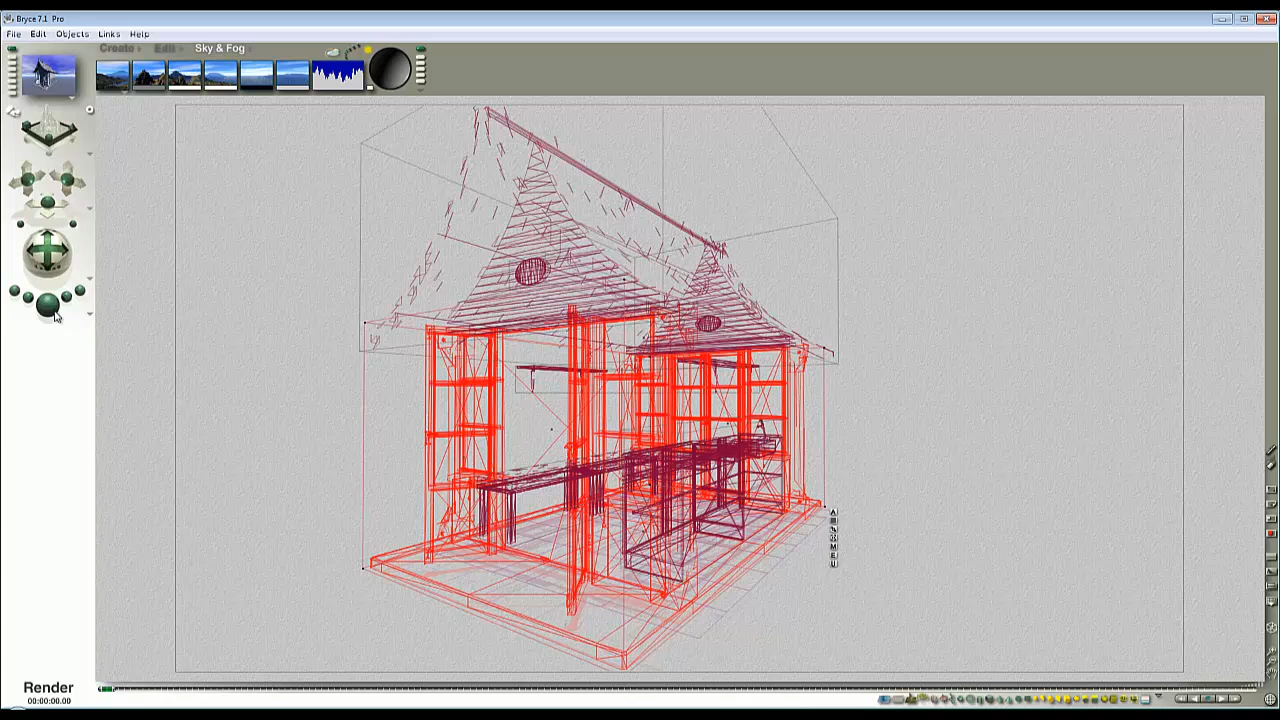 Bryce 7.1 Pro
File Edit Objects Links Help
Create Edit Sky & Fog
A
M
U
Render
00:00:00.00